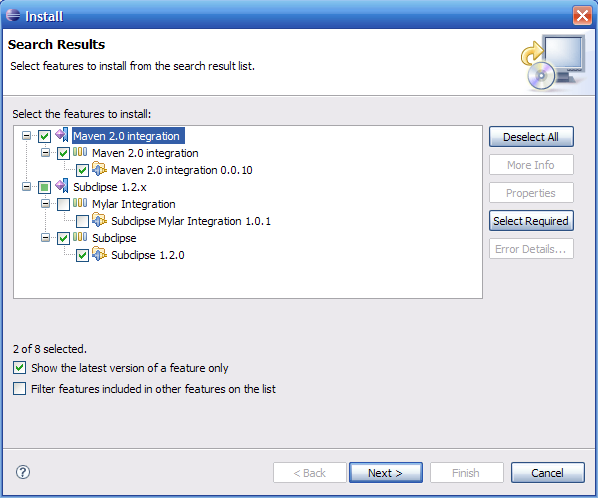 Install
Search Results
Select features to install from the search result list.
Select the features to install:
Maven 2.0 integration
Maven 2.0 integration
Maven 2.0 integration 0.0.10
Subclipse 1.2.x
Mylar Integration
Subclipse Mylar Integration 1.0.1
Subclipse
Subclipse 1.2.0
Deselect All
More Info
Properties
Select Required
Error Details...
2 of 8 selected.
Show the latest version of a feature only
Filter features included in other features on the list
?
< Back
Next >
Finish
Cancel